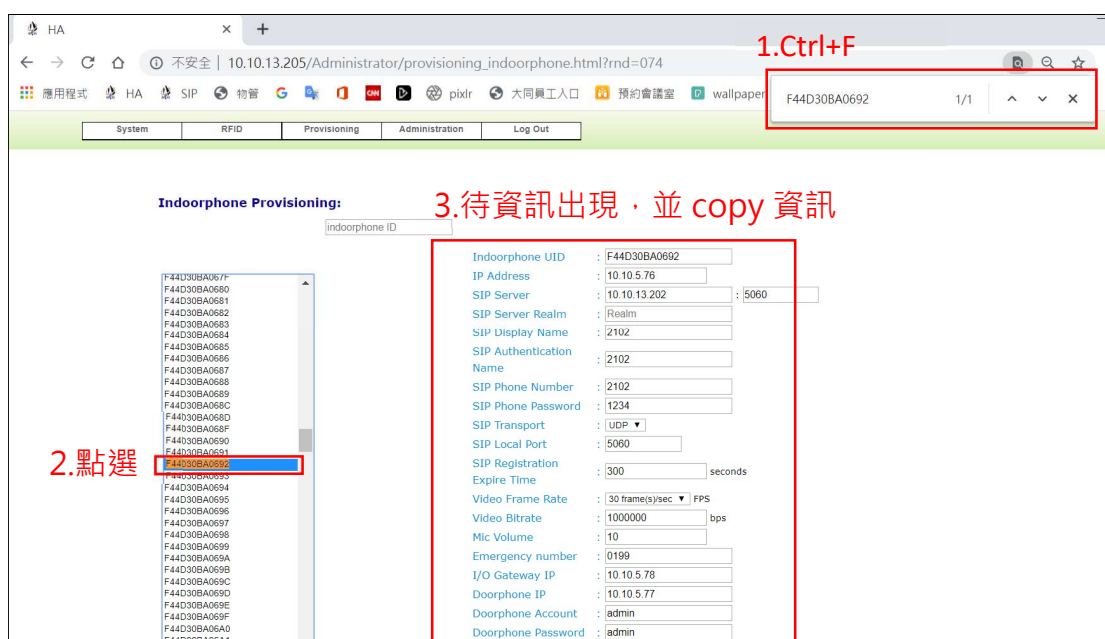 HA
1.Ctrl+F
不安全 | 10.10.13.205/Administrator/provisioning_indoorphone.html?rnd=074
應用程式 HA SIP 物管 pixlr 大同員工入口 預約會議室 wallpaper
F44D30BA0692 1/1
System RFID Provisioning Administration Log Out
Indoorphone Provisioning:
3.待資訊出現，並 copy 資訊
indoorphone ID
F44D30BA067F
F44D30BA0680
F44D30BA0681
F44D30BA0682
F44D30BA0683
F44D30BA0684
F44D30BA0685
F44D30BA0686
F44D30BA0687
F44D30BA0688
F44D30BA0689
F44D30BA068C
F44D30BA068D
F44D30BA068F
F44D30BA0690
F44D30BA0691
2.點選
F44D30BA0692
F44D30BA0693
F44D30BA0694
F44D30BA0695
F44D30BA0696
F44D30BA0697
F44D30BA0698
F44D30BA0699
F44D30BA069A
F44D30BA069B
F44D30BA069C
F44D30BA069D
F44D30BA069E
F44D30BA069F
F44D30BA06A0
Indoorphone UID : F44D30BA0692
IP Address : 10.10.5.76
SIP Server : 10.10.13.202 : 5060
SIP Server Realm : Realm
SIP Display Name : 2102
SIP Authentication
Name : 2102
SIP Phone Number : 2102
SIP Phone Password : 1234
SIP Transport : UDP
SIP Local Port : 5060
SIP Registration
Expire Time : 300 seconds
Video Frame Rate : 30 frame(s)/sec FPS
Video Bitrate : 1000000 bps
Mic Volume : 10
Emergency number : 0199
I/O Gateway IP : 10.10.5.78
Doorphone IP : 10.10.5.77
Doorphone Account : admin
Doorphone Password : admin